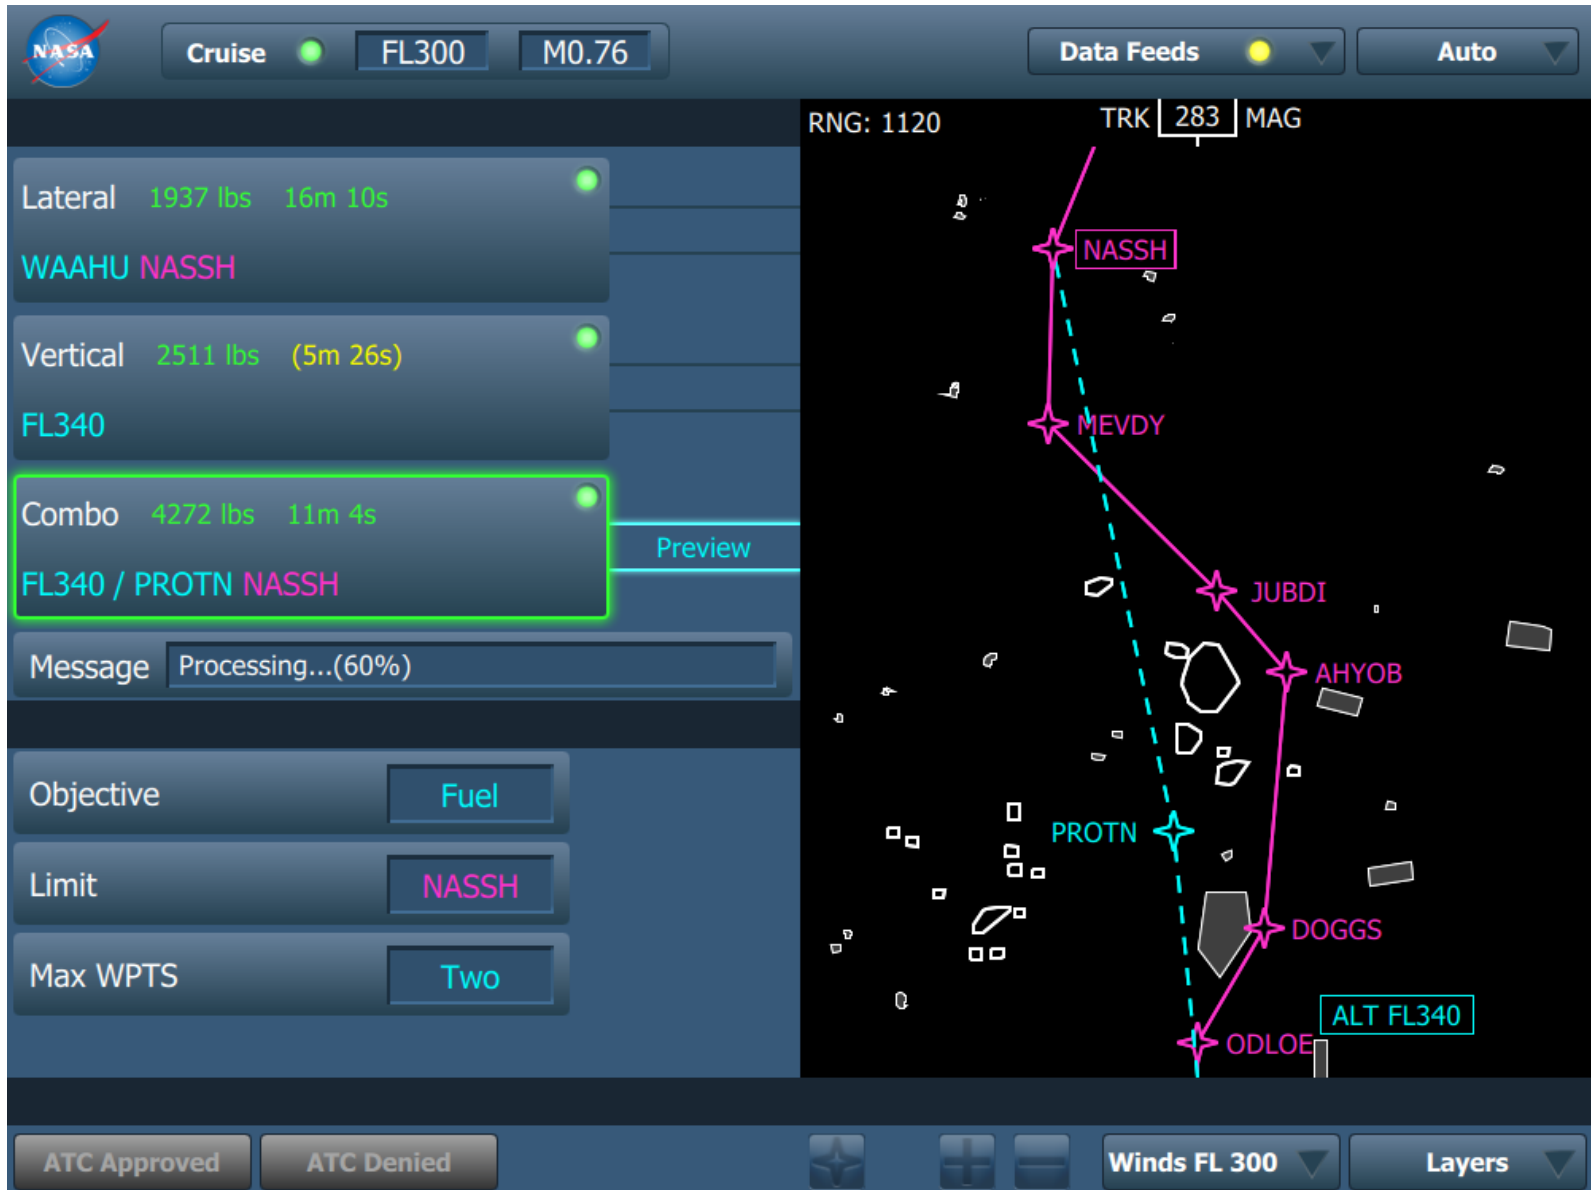 NASA
Cruise FL300 M0.76
Data Feeds Auto
RNG: 1120 TRK 283 MAG
Lateral 1937 lbs 16m 10s
WAAHU NASSH
Vertical 2511 lbs (5m 26s)
FL340
Combo 4272 lbs 11m 4s
FL340 / PROTN NASSH
Preview
Message Processing...(60%)
Objective Fuel
Limit NASSH
Max WPTS Two
NASSH
MEVDY
JUBDI
AHYOB
PROTN
DOGGS
ALT FL340
ODLOE
ATC Approved ATC Denied
Winds FL 300 Layers